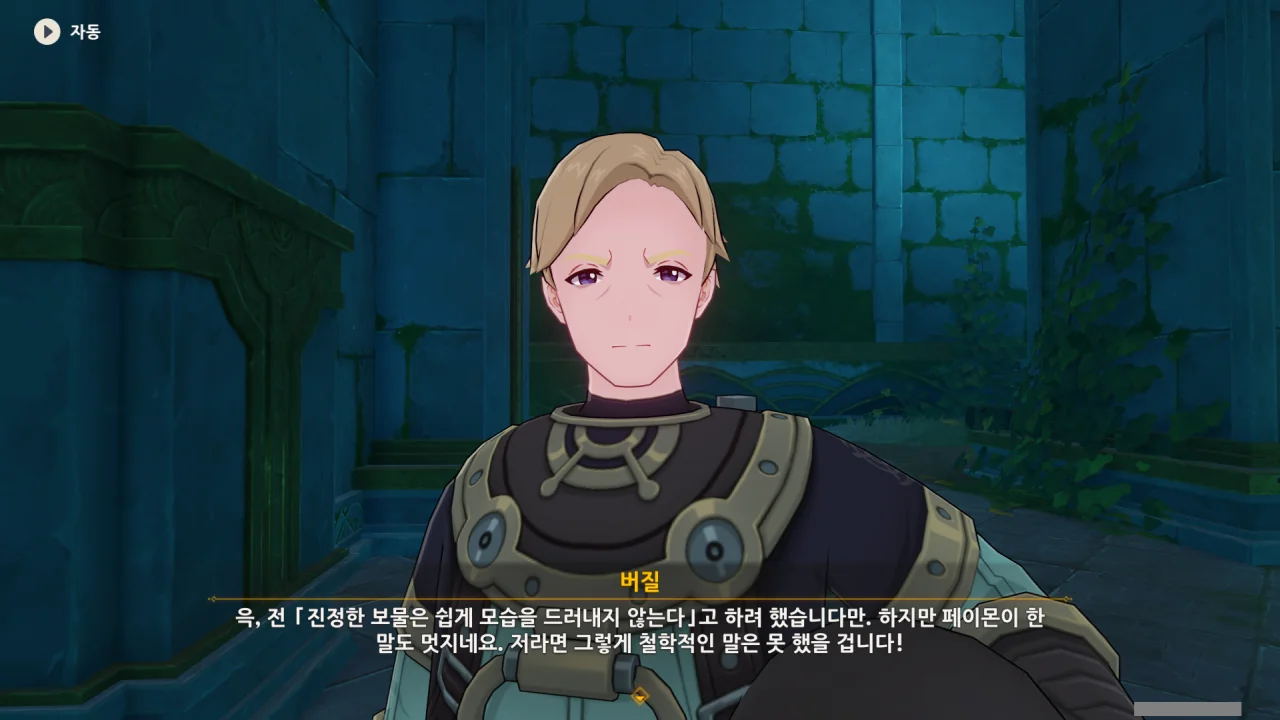 자동
버질
윽, 전 「진정한 보물은 쉽게 모습을 드러내지 않는다」고 하려 했습니다만. 하지만 페이몬이 한
말도 멋지네요. 저라면 그렇게 철학적인 말은 못 했을 겁니다!